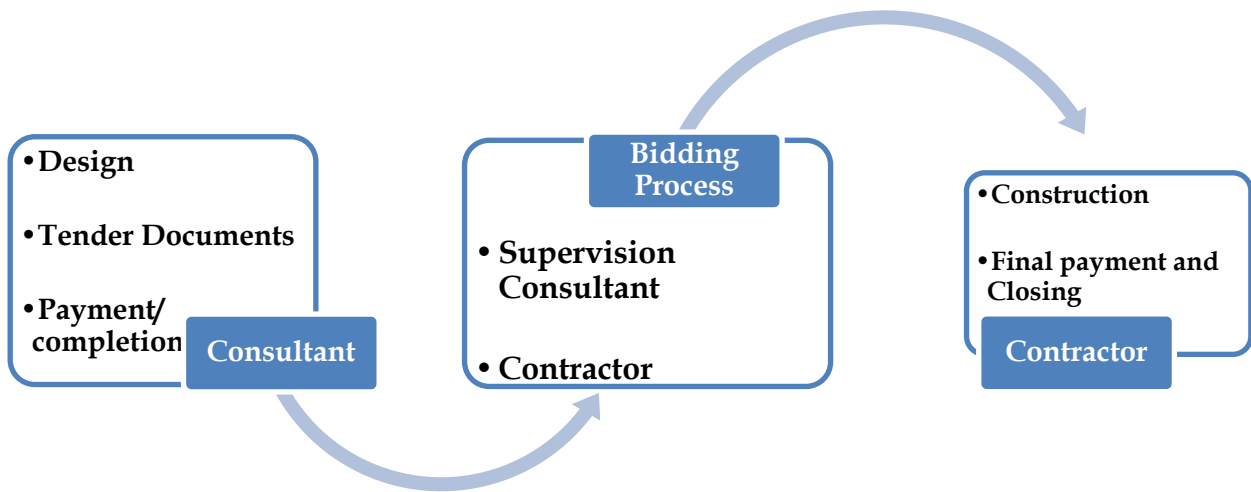 •Design
•Tender Documents
•Payment/
completion
Consultant
Bidding
Process
• Supervision
Consultant
• Contractor
•Construction
•Final payment and
Closing
Contractor